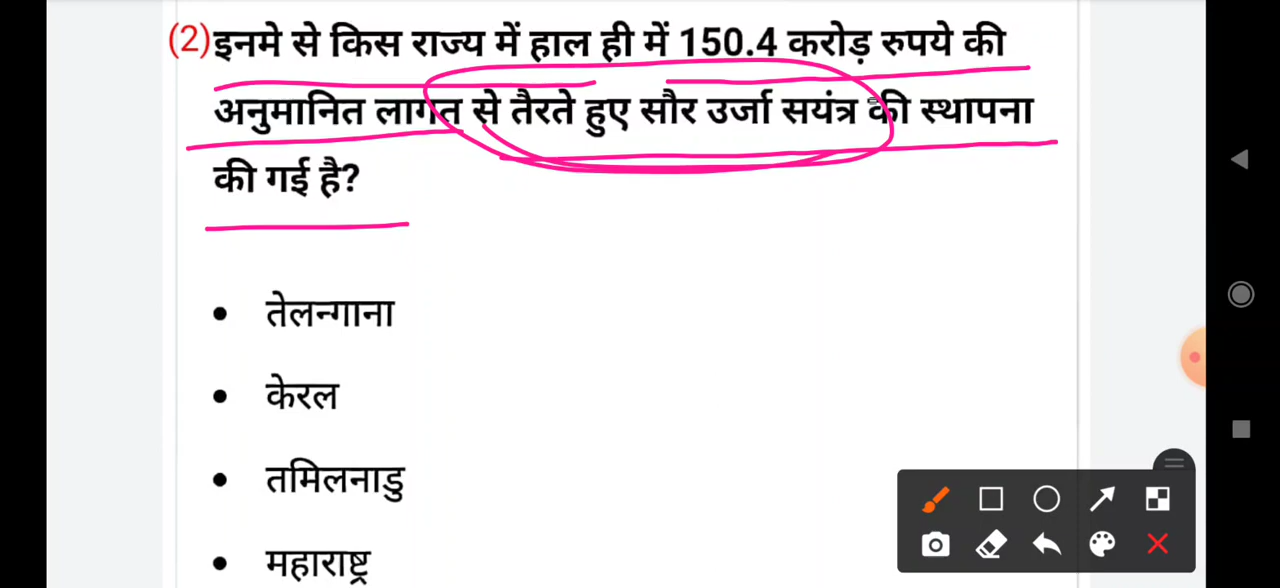 (2) इनमे से किस राज्य में हाल ही में 150.4 करोड़ रुपये की
अनुमानित लागत से तैरते हुए सौर उर्जा सयंत्र की स्थापना
की गई है?
• तेलन्गाना
• केरल
• तमिलनाडु
• महाराष्ट्र